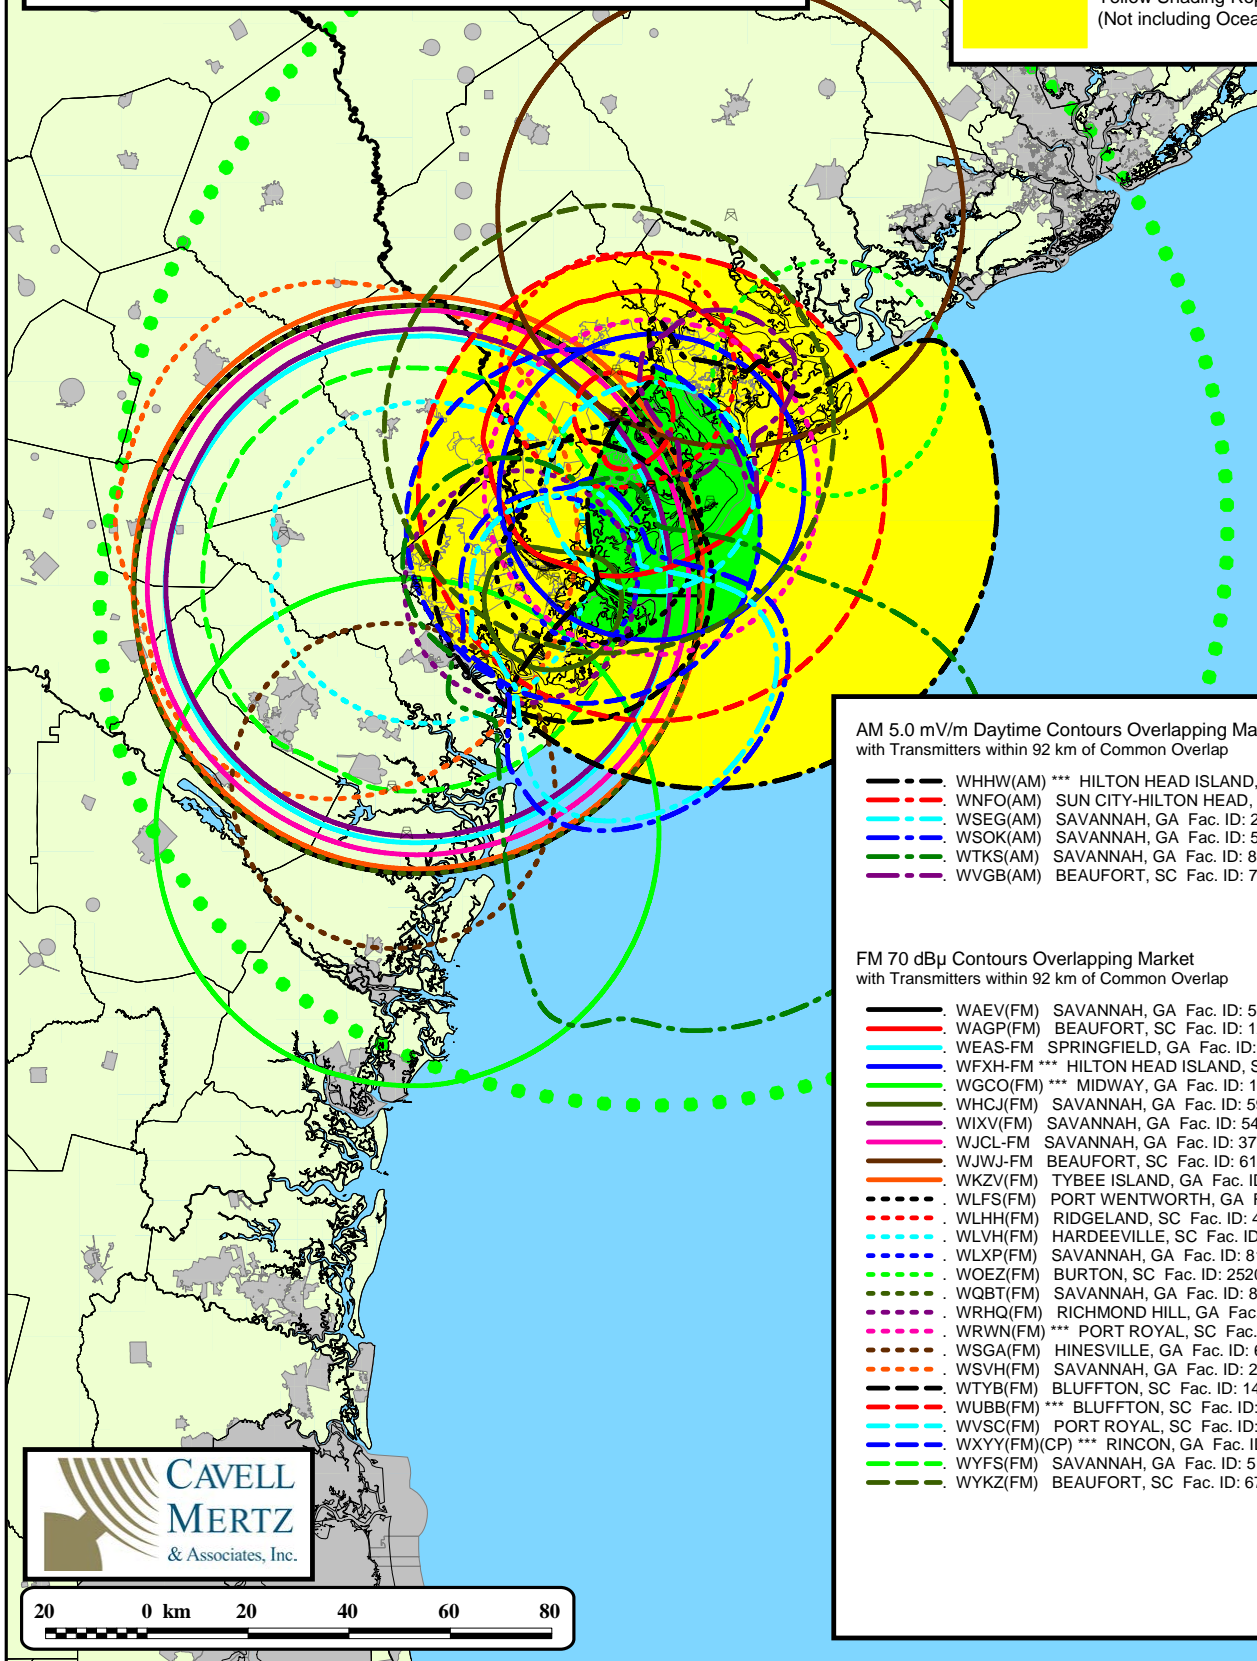 Yellow Shading Rep
(Not including Ocea
AM 5.0 mV/m Daytime Contours Overlapping Ma
with Transmitters within 92 km of Common Overlap
WHHW(AM) *** HILTON HEAD ISLAND,
WNFO(AM) SUN CITY-HILTON HEAD,
WSEG(AM) SAVANNAH, GA Fac. ID: 2
WSOK(AM) SAVANNAH, GA Fac. ID: 5
WTKS(AM) SAVANNAH, GA Fac. ID: 8
WVGB(AM) BEAUFORT, SC Fac. ID: 7
FM 70 dBµ Contours Overlapping Market
with Transmitters within 92 km of Common Overlap
WAEV(FM) SAVANNAH, GA Fac. ID: 5
WAGP(FM) BEAUFORT, SC Fac. ID: 1
WEAS-FM SPRINGFIELD, GA Fac. ID:
WFXH-FM *** HILTON HEAD ISLAND, S
WGCO(FM) *** MIDWAY, GA Fac. ID: 1
WHCJ(FM) SAVANNAH, GA Fac. ID: 59
WIXV(FM) SAVANNAH, GA Fac. ID: 54
WJCL-FM SAVANNAH, GA Fac. ID: 37
WJWJ-FM BEAUFORT, SC Fac. ID: 61
WKZV(FM) TYBEE ISLAND, GA Fac. ID
WLFS(FM) PORT WENTWORTH, GA F
WLHH(FM) RIDGELAND, SC Fac. ID: 4
WLVH(FM) HARDEEVILLE, SC Fac. ID
WLXP(FM) SAVANNAH, GA Fac. ID: 8
WOEZ(FM) BURTON, SC Fac. ID: 2520
WQBT(FM) SAVANNAH, GA Fac. ID: 8
WRHQ(FM) RICHMOND HILL, GA Fac.
WRWN(FM) *** PORT ROYAL, SC Fac.
WSGA(FM) HINESVILLE, GA Fac. ID: 6
WSVH(FM) SAVANNAH, GA Fac. ID: 2
WTYB(FM) BLUFFTON, SC Fac. ID: 14
WUBB(FM) *** BLUFFTON, SC Fac. ID:
WVSC(FM) PORT ROYAL, SC Fac. ID:
WXYY(FM)(CP) *** RINCON, GA Fac. ID
WYFS(FM) SAVANNAH, GA Fac. ID: 5
WYKZ(FM) BEAUFORT, SC Fac. ID: 67
CAVELL
MERTZ
& Associates, Inc.
20 0 km 20 40 60 80